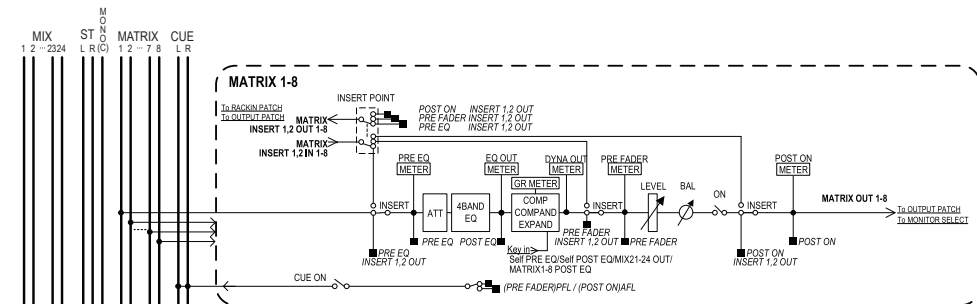 MIX
ST
MONO(C)
MATRIX
CUE
1 2 ··· 2324
L R
1 2 ··· 7 8
L R
MATRIX 1-8
INSERT POINT
To RACKIN PATCH
To OUTPUT PATCH
MATRIX
INSERT 1,2 OUT 1-8
MATRIX
INSERT 1,2 IN 1-8
POST ON INSERT 1,2 OUT
PRE FADER INSERT 1,2 OUT
PRE EQ INSERT 1,2 OUT
PRE EQ
METER
EQ OUT
METER
DYNA OUT
METER
PRE FADER
METER
POST ON
METER
GR METER
LEVEL
BAL
ON
INSERT
ATT
4BAND
EQ
COMP
COMPAND
EXPAND
INSERT
INSERT
MATRIX OUT 1-8
To OUTPUT PATCH
To MONITOR SELECT
PRE EQ
INSERT 1,2 OUT
PRE EQ
POST EQ
PRE FADER
INSERT 1,2 OUT
PRE FADER
POST ON
INSERT 1,2 OUT
POST ON
Key in
Self PRE EQ/Self POST EQ/MIX21-24 OUT/
MATRIX1-8 POST EQ
CUE ON
(PRE FADER)PFL / (POST ON)AFL